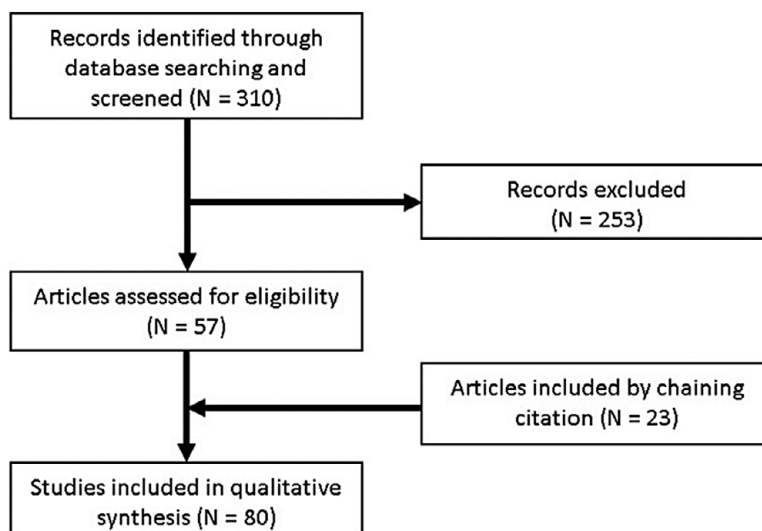 Records identified through
database searching and
screened (N = 310)
Records excluded
(N = 253)
Articles assessed for eligibility
(N = 57)
Articles included by chaining
citation (N = 23)
Studies included in qualitative
synthesis (N = 80)